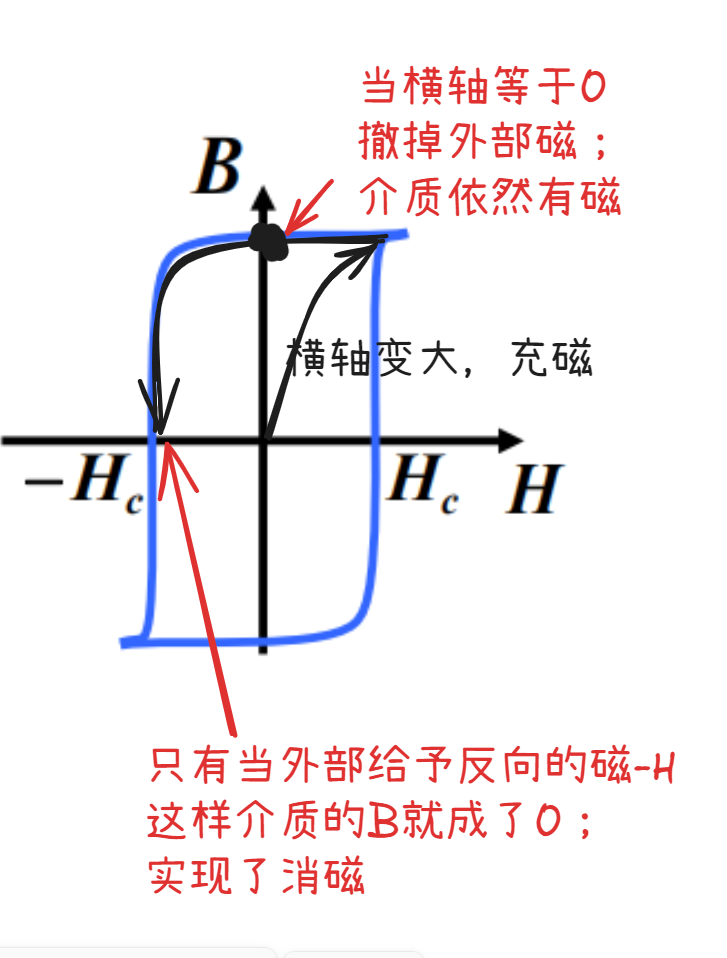 当横轴等于0
撤掉外部磁；
介质依然有磁
B
横轴变大，充磁
−Hc
Hc
H
只有当外部给予反向的磁-H
这样介质的B就成了0；
实现了消磁